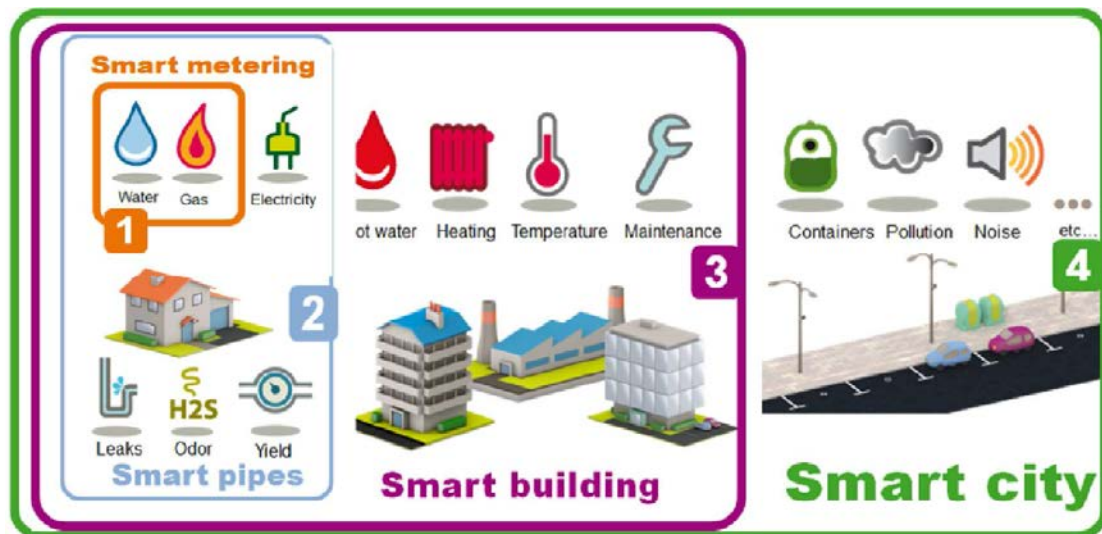 Smart metering
Water Gas Electricity
1
2
Leaks H2S Odor Yield
Smart pipes
ot water Heating Temperature Maintenance
3
Smart building
Containers Pollution Noise etc...
4
Smart city